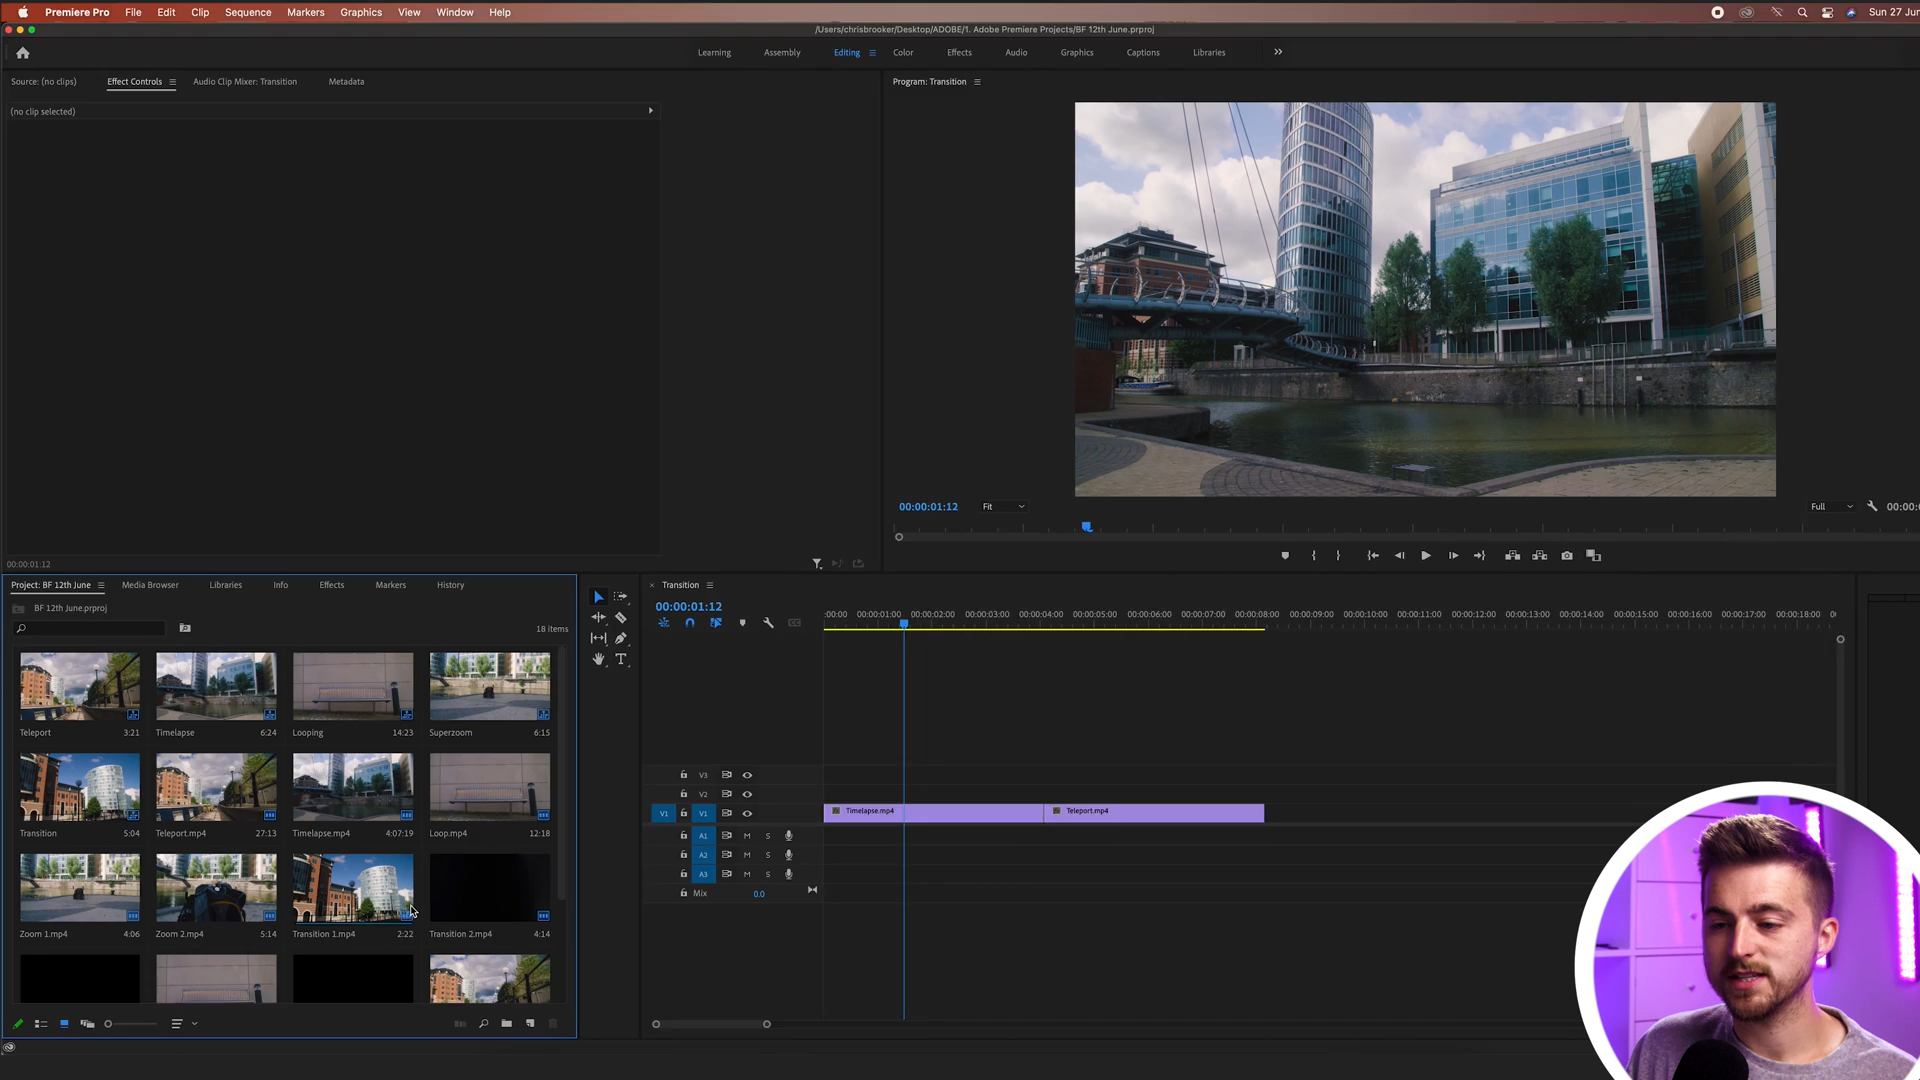 Premiere Pro File Edit Clip Sequence Markers Graphics View Window Help Sun 27 Jun
/Users/chrisbrooker/Desktop/ADOBE/1. Adobe Premiere Projects/BF 12th June.prproj
Learning Assembly Editing Color Effects Audio Graphics Captions Libraries
Source: (no clips) Effect Controls Audio Clip Mixer: Transition Metadata
Program: Transition
(no clip selected)
00:00:01:12 Fit Full 00:00:0
00:00:01:12
Project: BF 12th June Media Browser Libraries Info Effects Markers History
BF 12th June.prproj
18 items
Teleport 3:21 Timelapse 6:24 Looping 14:23 Superzoom 6:15
Transition 5:04 Teleport.mp4 27:13 Timelapse.mp4 4:07:19 Loop.mp4 12:18
Zoom 1.mp4 4:06 Zoom 2.mp4 5:14 Transition 1.mp4 2:22 Transition 2.mp4 4:14
T
Transition
00:00:01:12
:00:00 00:00:01:00 00:00:02:00 00:00:03:00 00:00:04:00 00:00:05:00 00:00:06:00 00:00:07:00 00:00:08:00 00:00:09:00 00:00:10:00 00:00:11:00 00:00:12:00 00:00:13:00 00:00:14:00 00:00:15:00 00:00:16:00 00:00:17:00 00:00:18:00 0
V3
V2
V1 V1 Timelapse.mp4 Teleport.mp4
A1 M S
A2 M S
A3 M S
Mix 0.0